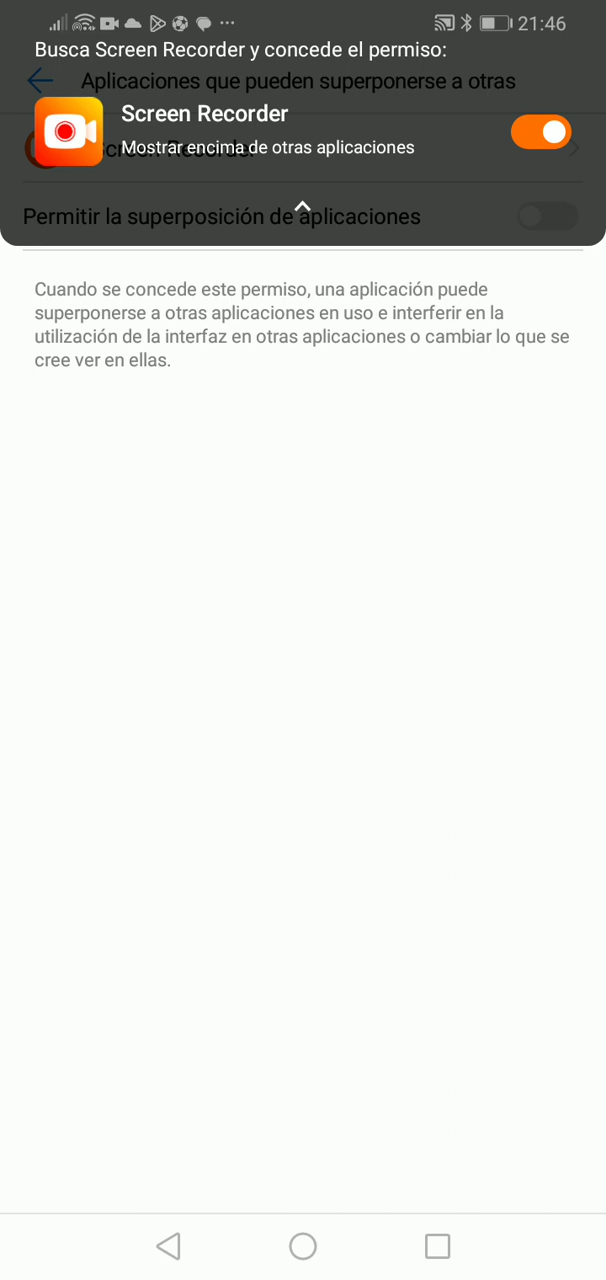 21:46
Busca Screen Recorder y concede el permiso:
Aplicaciones que pueden superponerse a otras
Screen Recorder
Mostrar encima de otras aplicaciones
Screen Recorder
Permitir la superposición de aplicaciones
Cuando se concede este permiso, una aplicación puede
superponerse a otras aplicaciones en uso e interferir en la
utilización de la interfaz en otras aplicaciones o cambiar lo que se
cree ver en ellas.